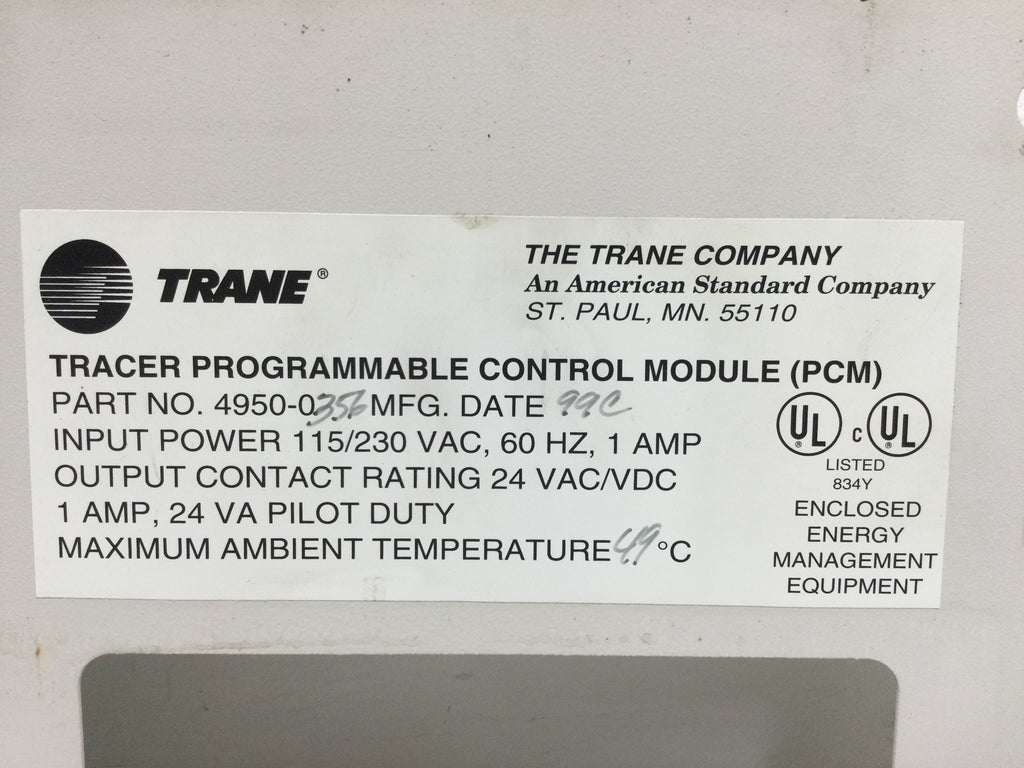 TRANE®
THE TRANE COMPANY
An American Standard Company
ST. PAUL, MN. 55110
TRACER PROGRAMMABLE CONTROL MODULE (PCM)
PART NO. 4950-0356 MFG. DATE 99C
INPUT POWER 115/230 VAC, 60 HZ, 1 AMP
OUTPUT CONTACT RATING 24 VAC/VDC
1 AMP, 24 VA PILOT DUTY
MAXIMUM AMBIENT TEMPERATURE 49 °C
UL® c UL®
LISTED
834Y
ENCLOSED
ENERGY
MANAGEMENT
EQUIPMENT